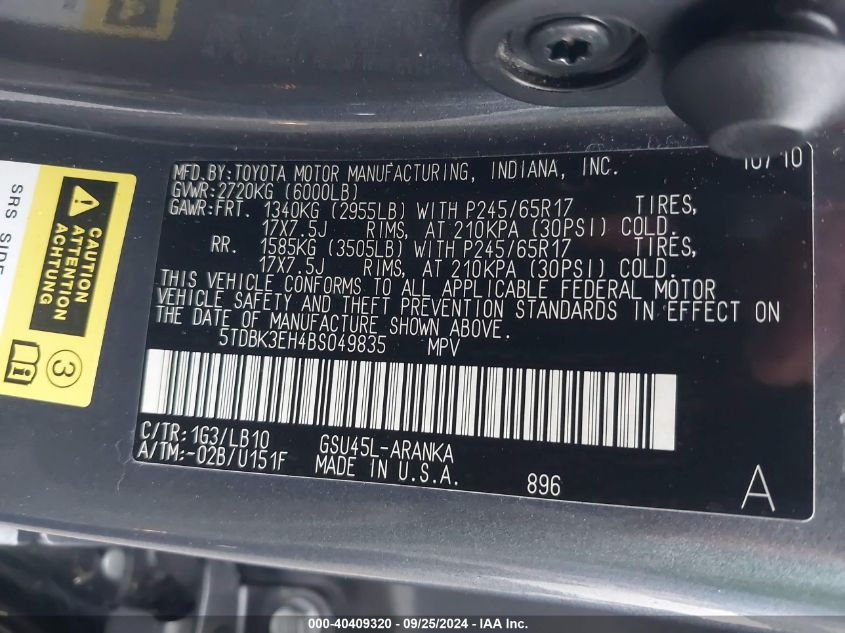 MFD.BY:TOYOTA MOTOR MANUFACTURING, INDIANA, INC. 10/10
GVWR:2720KG (6000LB)
GAWR:FRT. 1340KG (2955LB) WITH P245/65R17 TIRES,
17X7.5J RIMS, AT 210KPA (30PSI) COLD.
RR. 1585KG (3505LB) WITH P245/65R17 TIRES,
17X7.5J RIMS, AT 210KPA (30PSI) COLD.
THIS VEHICLE CONFORMS TO ALL APPLICABLE FEDERAL MOTOR
VEHICLE SAFETY AND THEFT PREVENTION STANDARDS IN EFFECT ON
THE DATE OF MANUFACTURE SHOWN ABOVE.
5TDBK3EH4BS049835 MPV
C/TR:1G3/LB10 GSU45L-ARANKA
A/TM:-02B/U151F MADE IN U.S.A.
896 A
CAUTION
ATTENTION
ACHTUNG
SRS SIDE
3
000-40409320 / 09/25/2024 - IAA Inc.